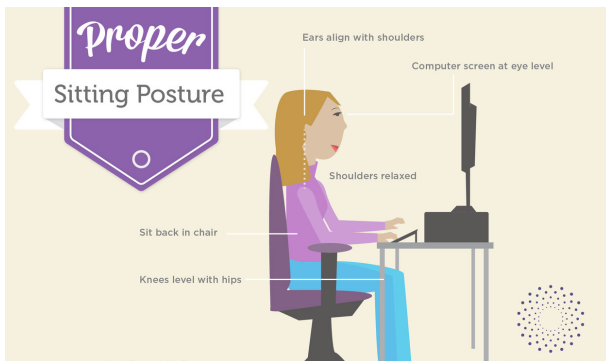 Proper
Sitting Posture
Ears align with shoulders
Computer screen at eye level
Shoulders relaxed
Sit back in chair
Knees level with hips